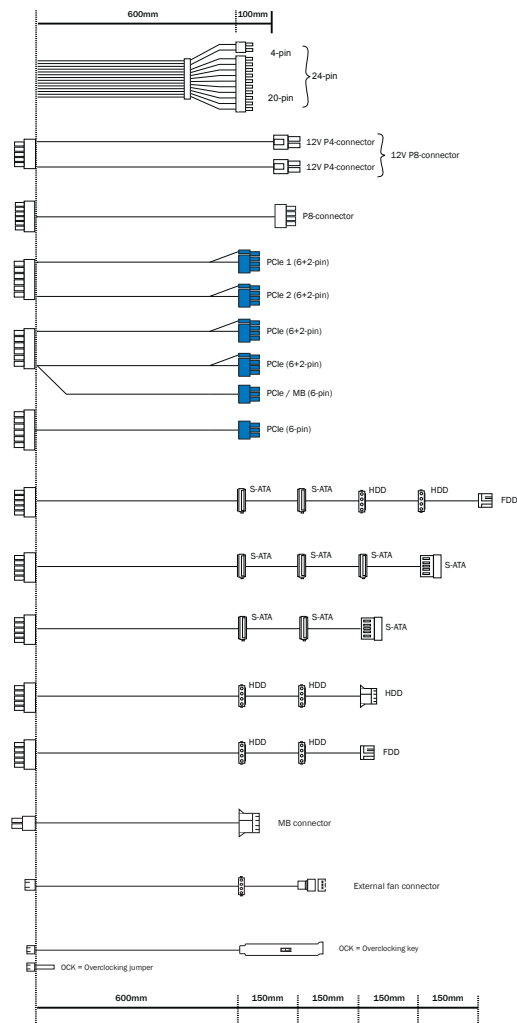 600mm 100mm
4-pin
24-pin
20-pin
12V P4-connector
12V P8-connector
12V P4-connector
P8-connector
PCIe 1 (6+2-pin)
PCIe 2 (6+2-pin)
PCIe (6+2-pin)
PCIe (6+2-pin)
PCIe / MB (6-pin)
PCIe (6-pin)
S-ATA S-ATA HDD HDD
FDD
S-ATA S-ATA S-ATA
S-ATA
S-ATA S-ATA
S-ATA
HDD HDD
HDD
HDD HDD
FDD
MB connector
External fan connector
OCK = Overclocking key
OCK = Overclocking jumper
600mm 150mm 150mm 150mm 150mm